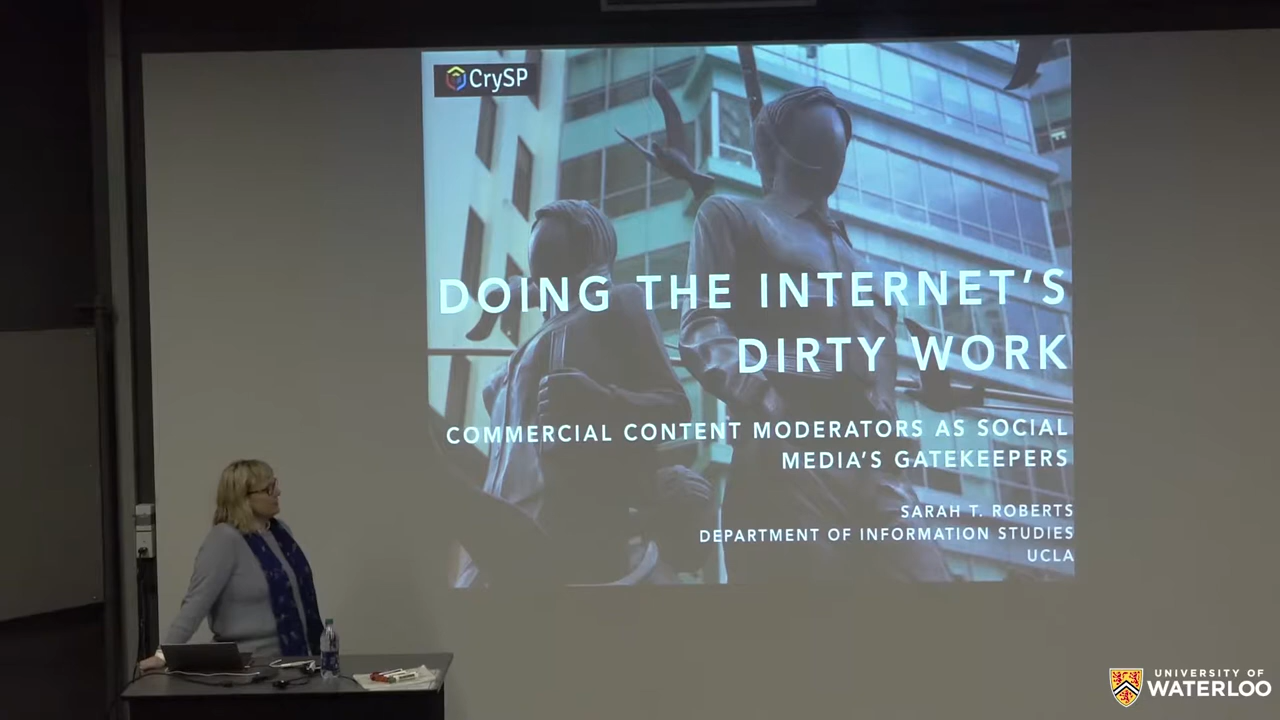 CrySP
DOING THE INTERNET'S
DIRTY WORK
COMMERCIAL CONTENT MODERATORS AS SOCIAL
MEDIA'S GATEKEEPERS
SARAH T. ROBERTS
DEPARTMENT OF INFORMATION STUDIES
UCLA
UNIVERSITY OF
WATERLOO